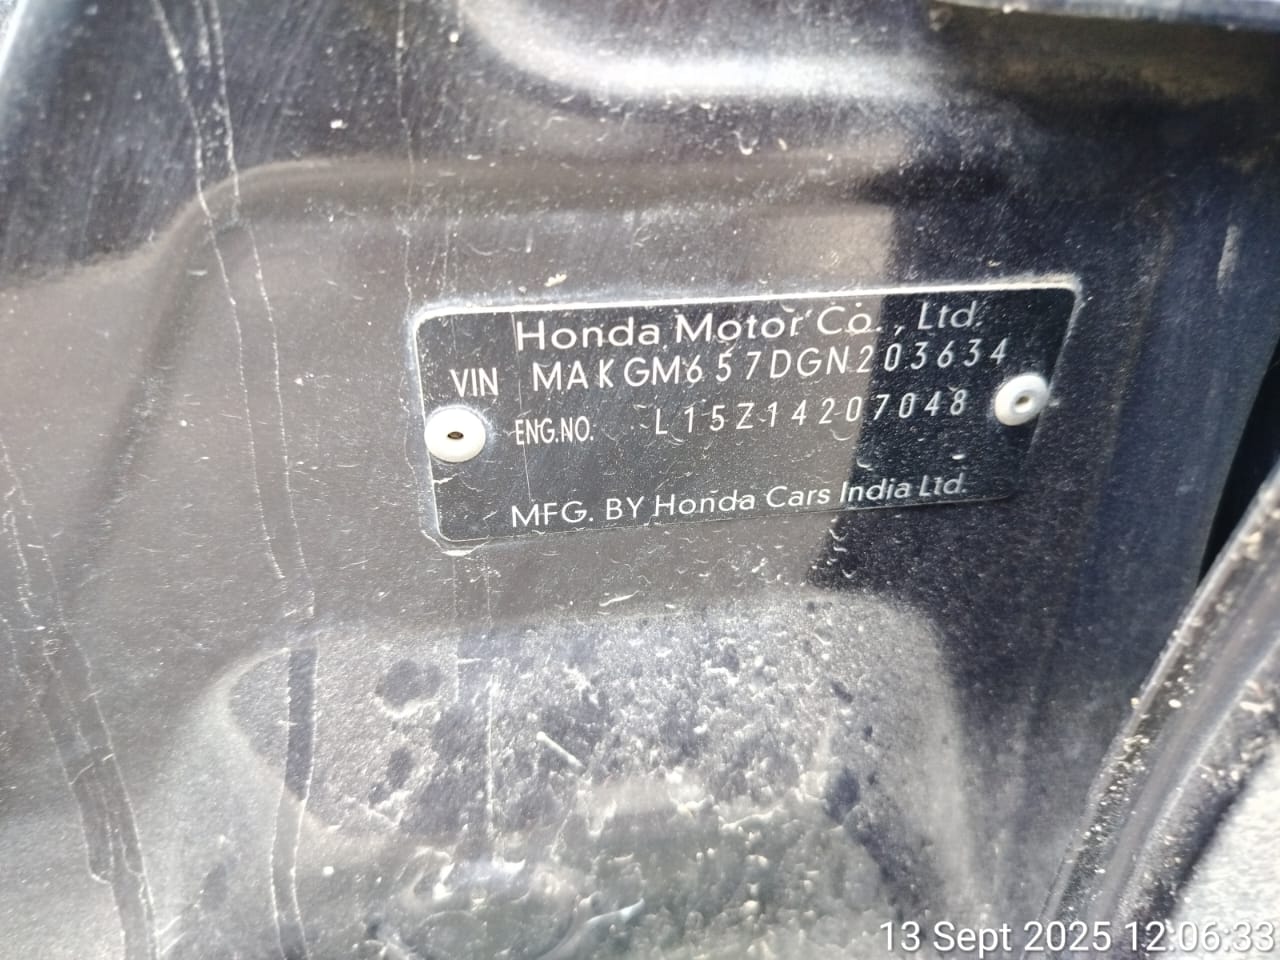 Honda Motor Co., Ltd.
VIN MAKGM657DGN203634
ENG.NO. L15Z14207048
MFG. BY Honda Cars India Ltd.
13 Sept 2025 12:06:33